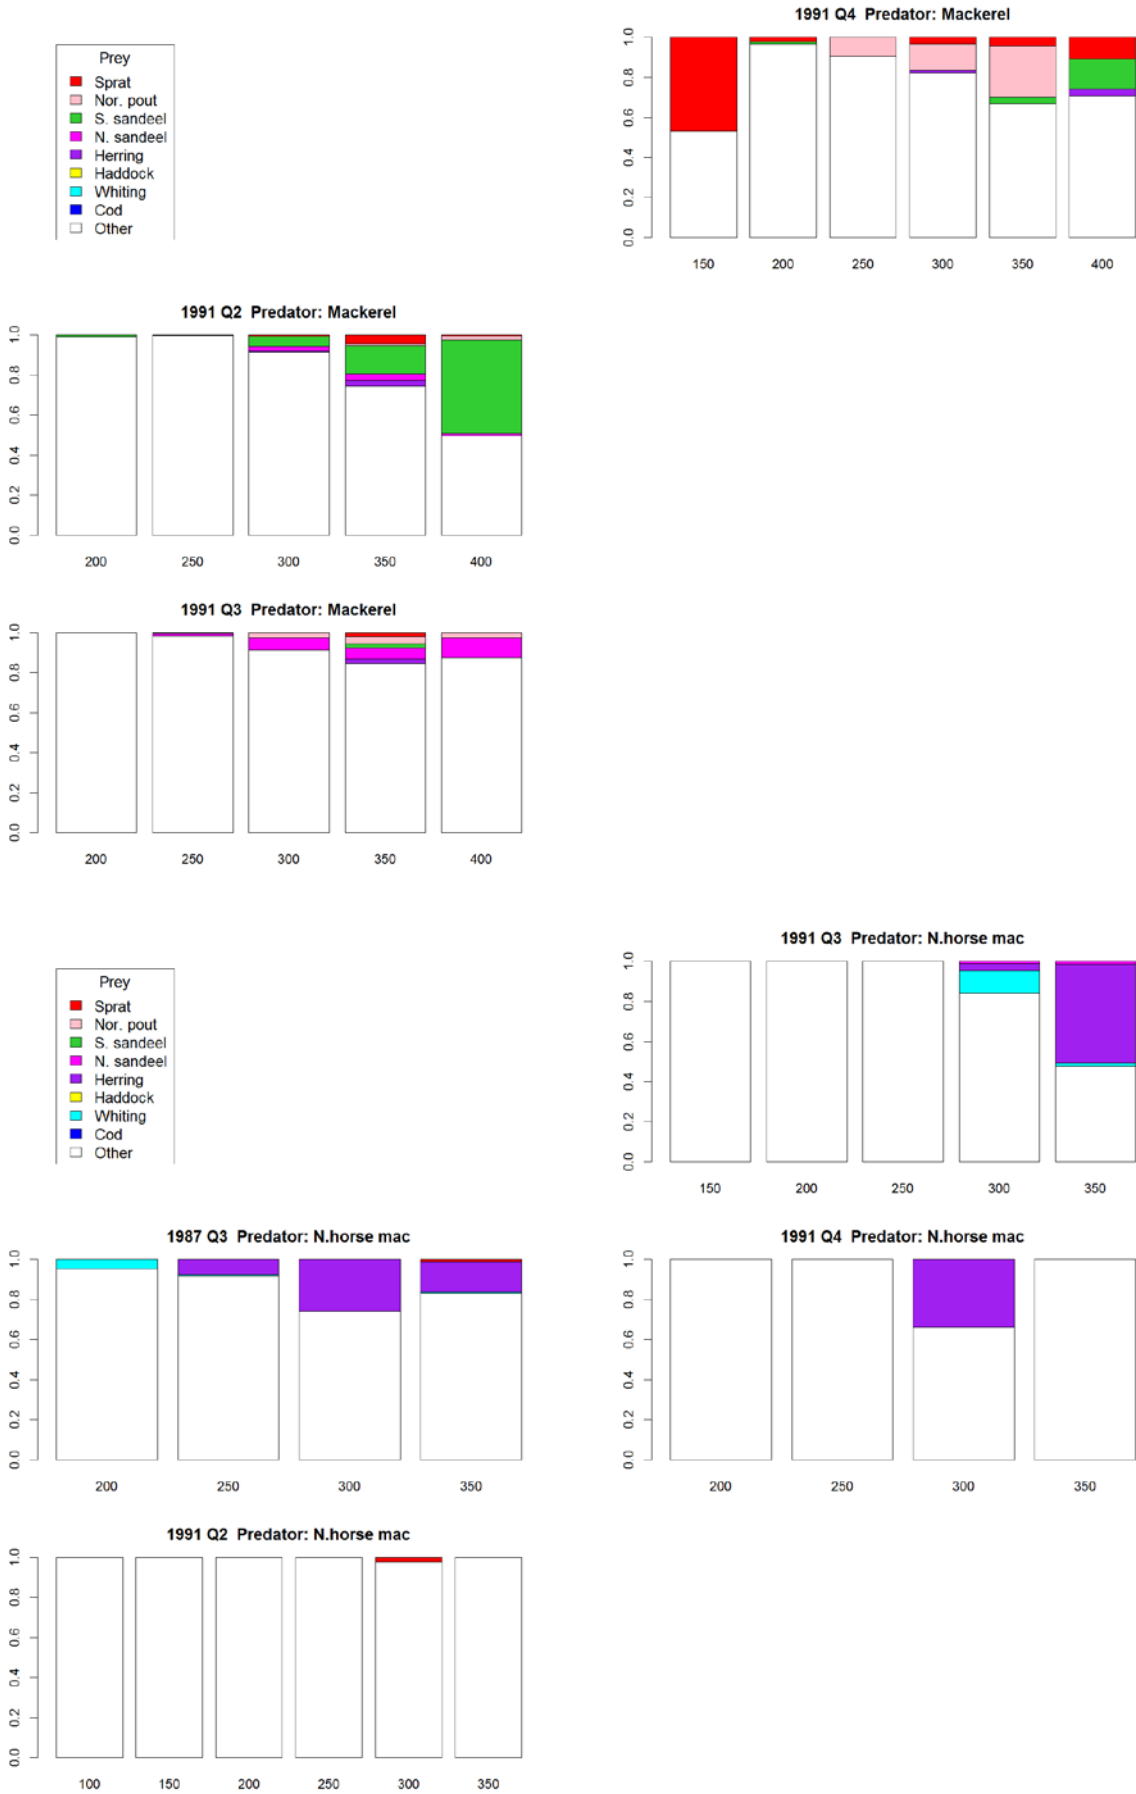 1991 Q4 Predator: Mackerel
Prey
Sprat
Nor. pout
S. sandeel
N. sandeel
Herring
Haddock
Whiting
Cod
Other
1.0
0.8
0.6
0.4
0.2
0.0
150 200 250 300 350 400
1991 Q2 Predator: Mackerel
1.0
0.8
0.6
0.4
0.2
0.0
200 250 300 350 400
1991 Q3 Predator: Mackerel
1.0
0.8
0.6
0.4
0.2
0.0
200 250 300 350 400
Prey
Sprat
Nor. pout
S. sandeel
N. sandeel
Herring
Haddock
Whiting
Cod
Other
1991 Q3 Predator: N.horse mac
1.0
0.8
0.6
0.4
0.2
0.0
150 200 250 300 350
1987 Q3 Predator: N.horse mac
1.0
0.8
0.6
0.4
0.2
0.0
200 250 300 350
1991 Q4 Predator: N.horse mac
1.0
0.8
0.6
0.4
0.2
0.0
200 250 300 350
1991 Q2 Predator: N.horse mac
1.0
0.8
0.6
0.4
0.2
0.0
100 150 200 250 300 350